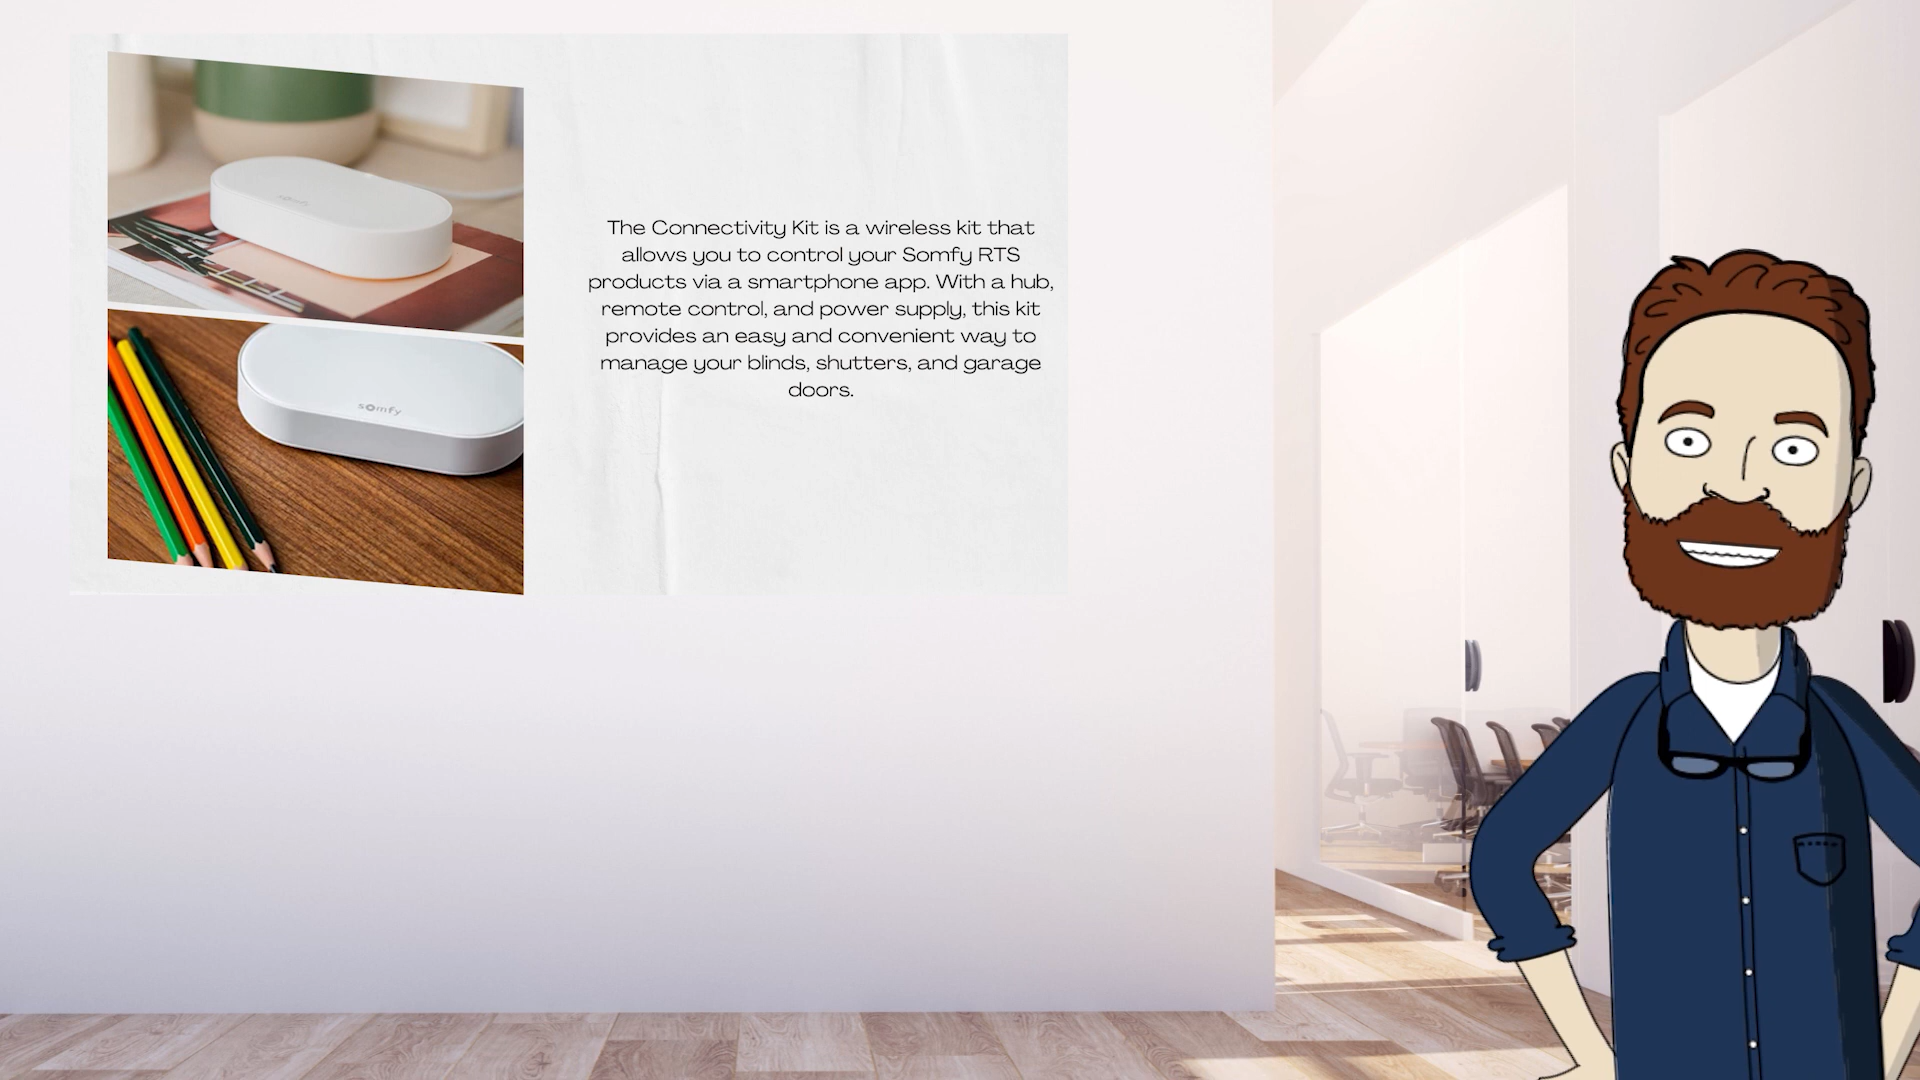 somfy
somfy
The Connectivity Kit is a wireless kit that
allows you to control your Somfy RTS
products via a smartphone app. With a hub,
remote control, and power supply, this kit
provides an easy and convenient way to
manage your blinds, shutters, and garage
doors.